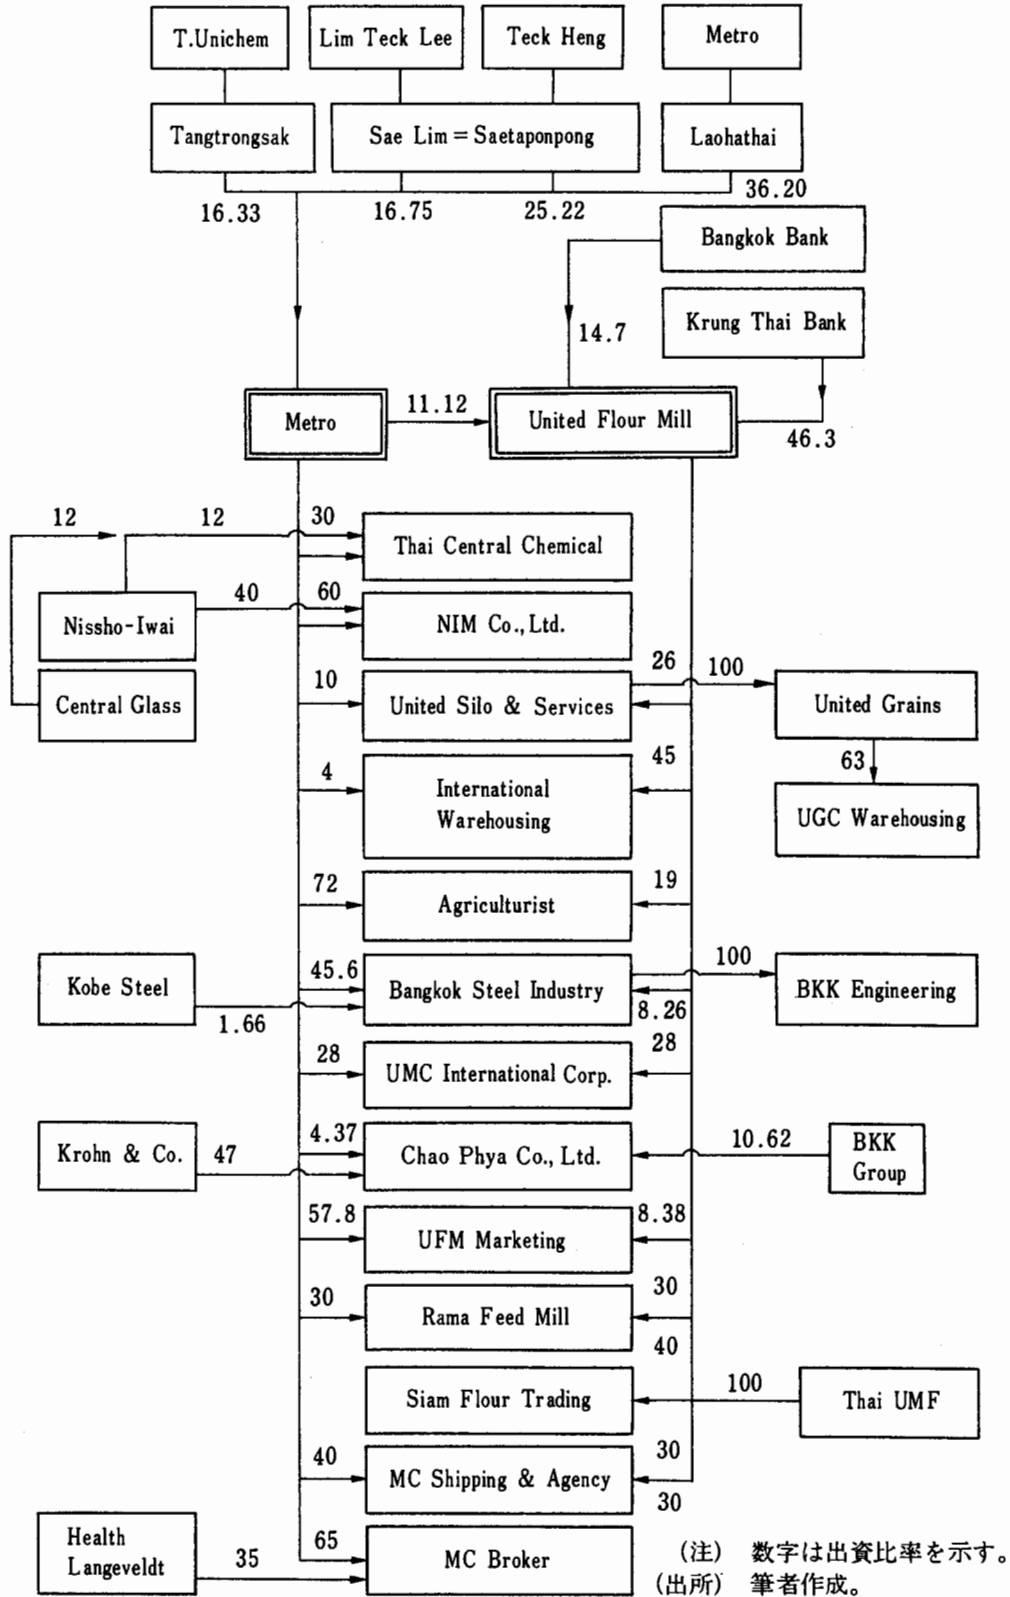 T.Unichem
Lim Teck Lee
Teck Heng
Metro
Tangtrongsak
Sae Lim = Saetaponpong
Laohathai
16.33
16.75
25.22
36.20
Bangkok Bank
Krung Thai Bank
14.7
Metro
11.12
United Flour Mill
46.3
12
12
30
Thai Central Chemical
Nissho-Iwai
40
60
NIM Co., Ltd.
Central Glass
10
United Silo & Services
26
100
United Grains
63
UGC Warehousing
4
International
Warehousing
45
72
Agriculturist
19
Kobe Steel
1.66
45.6
Bangkok Steel Industry
8.26
100
BKK Engineering
28
UMC International Corp.
28
Krohn & Co.
47
4.37
Chao Phya Co., Ltd.
10.62
BKK
Group
57.8
UFM Marketing
8.38
30
Rama Feed Mill
30
40
Siam Flour Trading
100
Thai UMF
40
MC Shipping & Agency
30
30
Health
Langeveldt
35
65
MC Broker
(注) 数字は出資比率を示す。
(出所) 筆者作成。